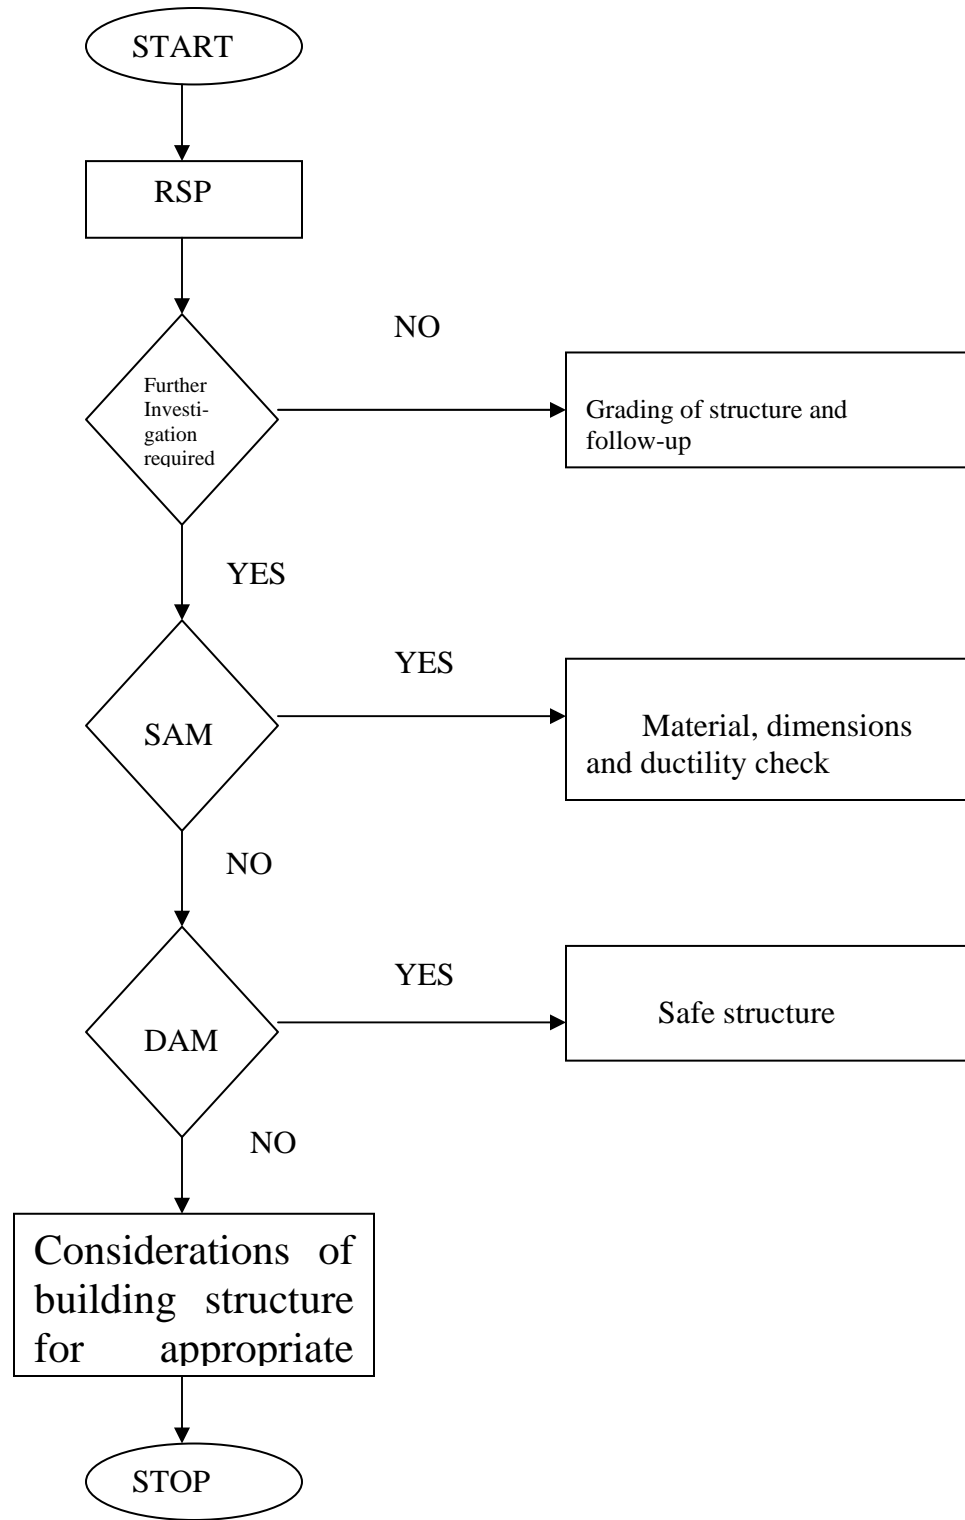 START
RSP
NO
Further
Investi-
gation
required
Grading of structure and
follow-up
YES
YES
SAM
Material, dimensions
and ductility check
NO
YES
DAM
Safe structure
NO
Considerations of
building structure
for appropriate
STOP